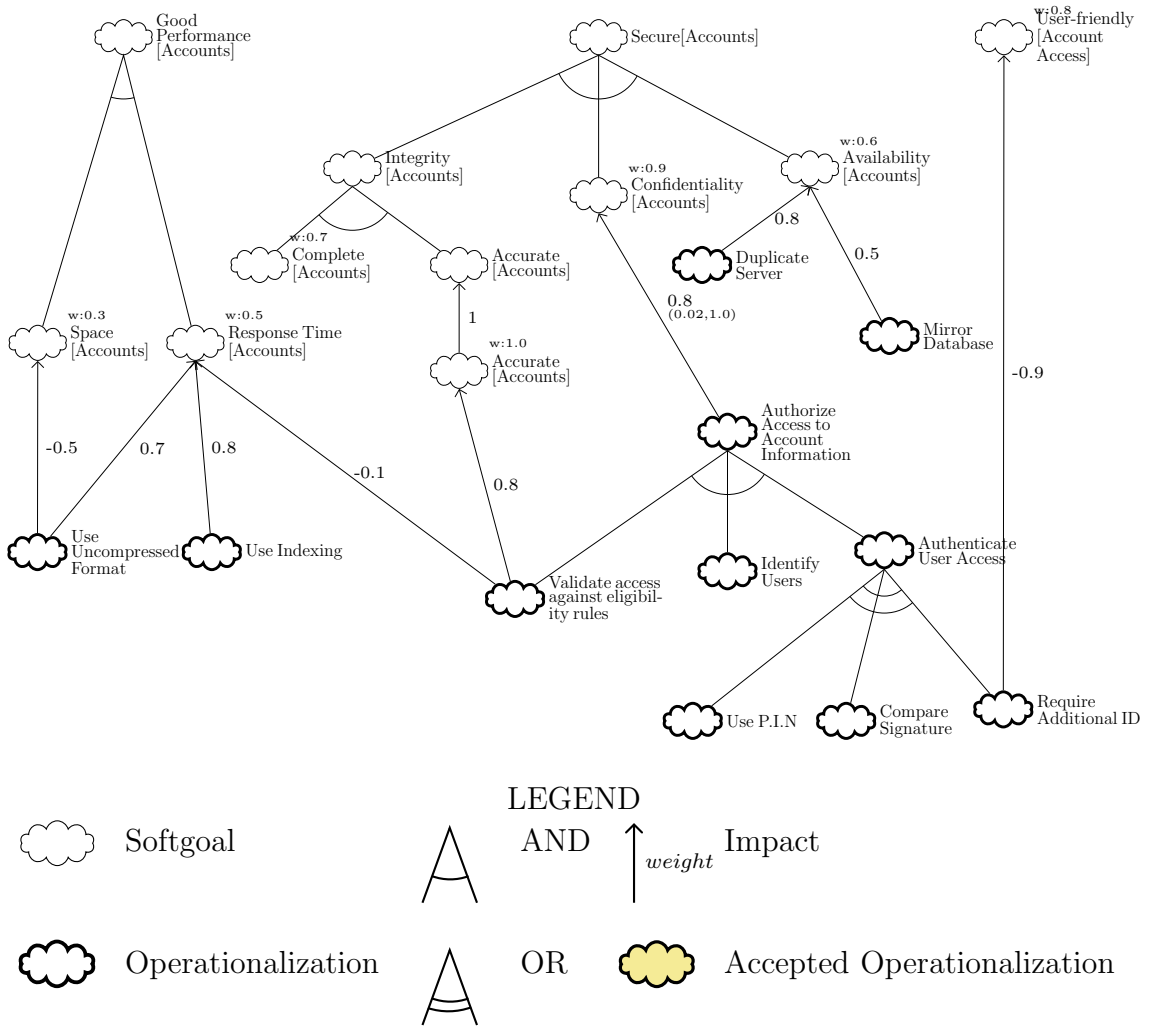 Good
Performance
[Accounts]
Secure[Accounts]
w:0.8
User-friendly
[Account
Access]
Integrity
[Accounts]
w:0.9
Confidentiality
[Accounts]
w:0.6
Availability
[Accounts]
w:0.7
Complete
[Accounts]
Accurate
[Accounts]
0.8
Duplicate
Server
0.5
w:0.3
Space
[Accounts]
w:0.5
Response Time
[Accounts]
1
w:1.0
Accurate
[Accounts]
0.8
(0.02,1.0)
Mirror
Database
-0.9
-0.5
0.7
0.8
-0.1
0.8
Authorize
Access to
Account
Information
Use
Uncompressed
Format
Use Indexing
Validate access
against eligibil-
ity rules
Identify
Users
Authenticate
User Access
Use P.I.N
Compare
Signature
Require
Additional ID
LEGEND
Softgoal
AND
weight
Impact
Operationalization
OR
Accepted Operationalization